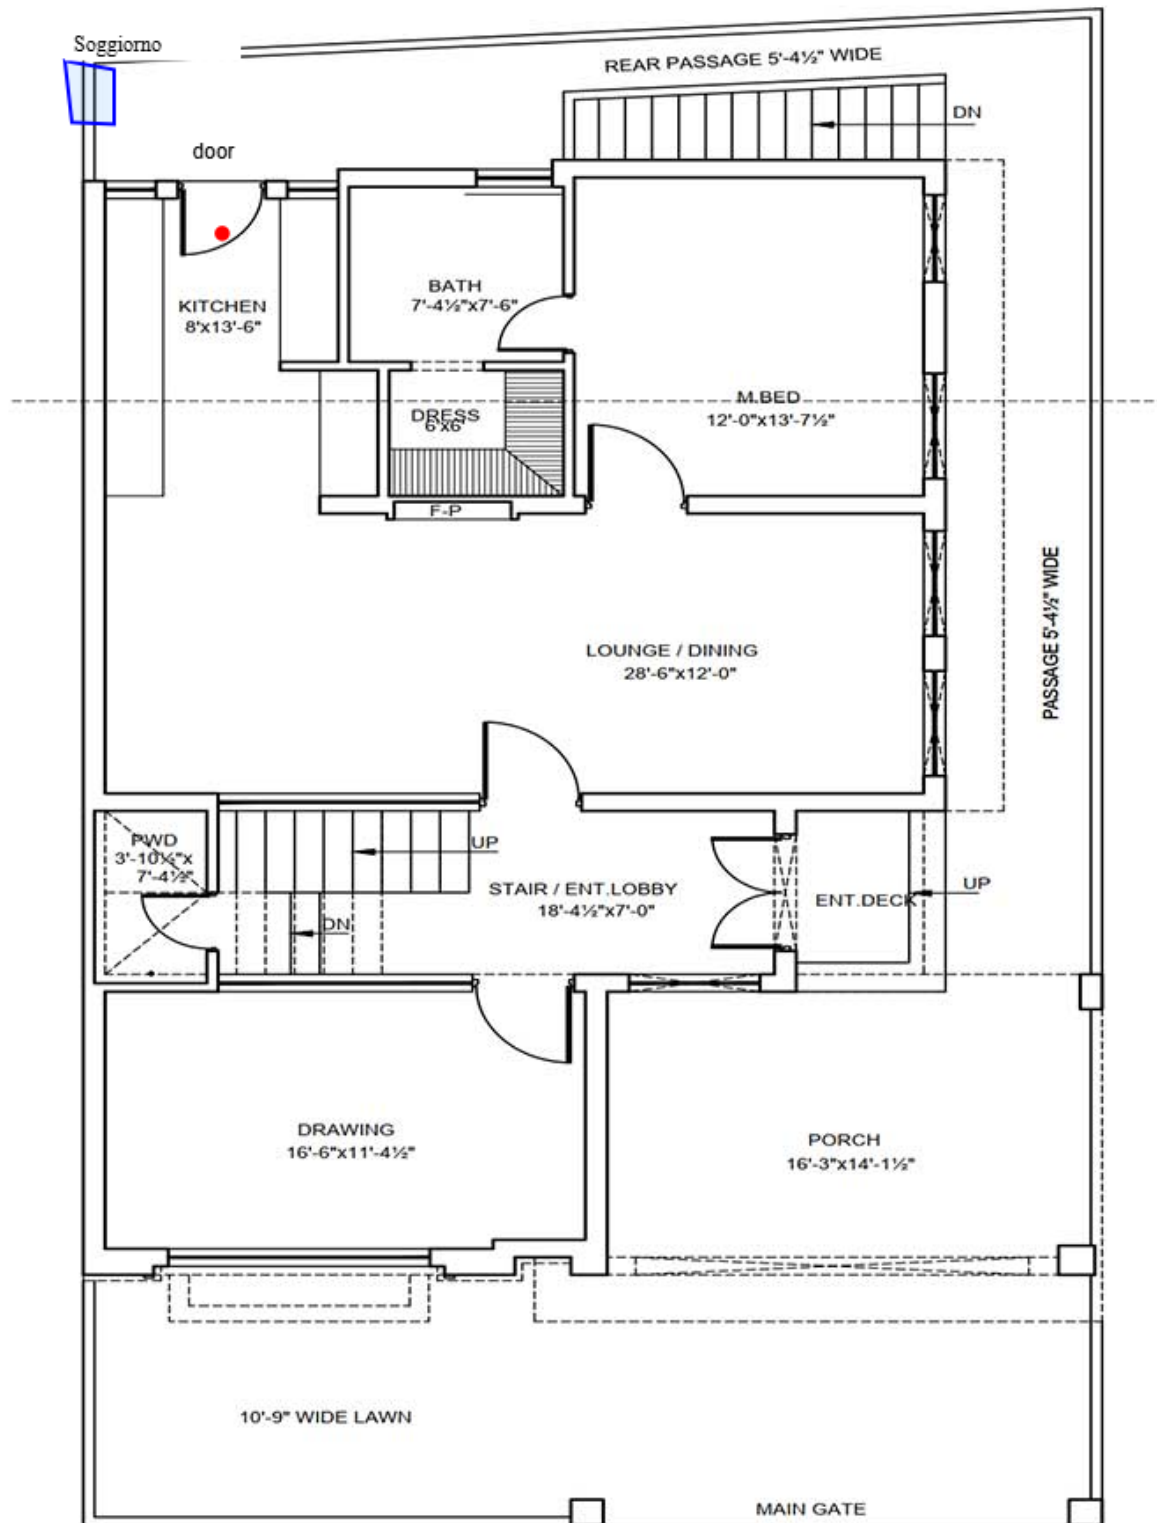 Soggiorno
REAR PASSAGE 5'-4½" WIDE
DN
door
BATH
7'-4½"x7'-6"
KITCHEN
8'x13'-6"
M.BED
12'-0"x13'-7½"
DRESS
6'x6'
F-P
PASSAGE 5'-4½" WIDE
LOUNGE / DINING
28'-6"x12'-0"
PWD
3'-10½"x
7'-4½"
UP
STAIR / ENT.LOBBY
18'-4½"x7'-0"
DN
ENT.DECK
UP
DRAWING
16'-6"x11'-4½"
PORCH
16'-3"x14'-1½"
10'-9" WIDE LAWN
MAIN GATE